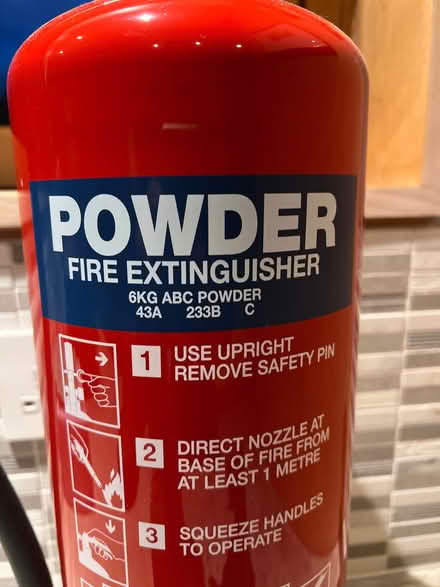 POWDER
FIRE EXTINGUISHER
6KG ABC POWDER
43A 233B C
1 USE UPRIGHT
REMOVE SAFETY PIN
2 DIRECT NOZZLE AT
BASE OF FIRE FROM
AT LEAST 1 METRE
3 SQUEEZE HANDLES
TO OPERATE